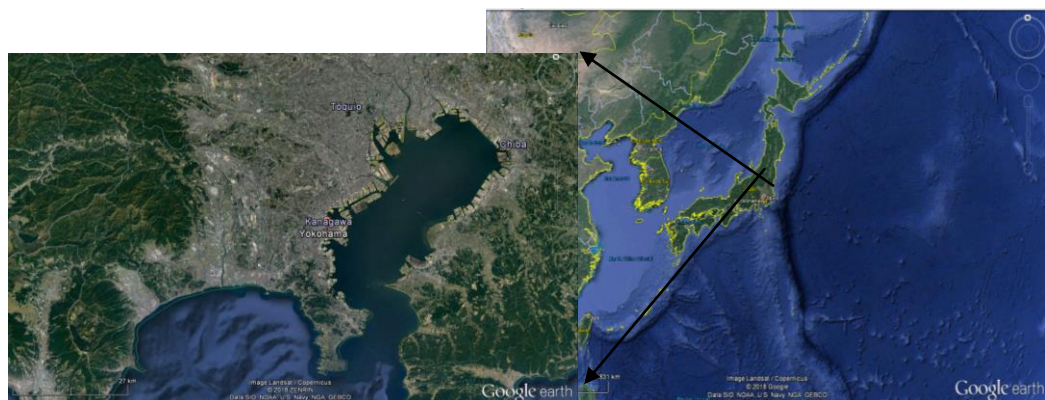 Toquio
Chiba
Kanagawa
Yokohama
27 km
Image Landsat / Copernicus
© 2018 ZENRIN
Data SIO, NOAA, U.S. Navy, NGA, GEBCO
Google earth
Image Landsat / Copernicus
© 2018 Google
Data SIO, NOAA, U.S. Navy, NGA, GEBCO
Google earth